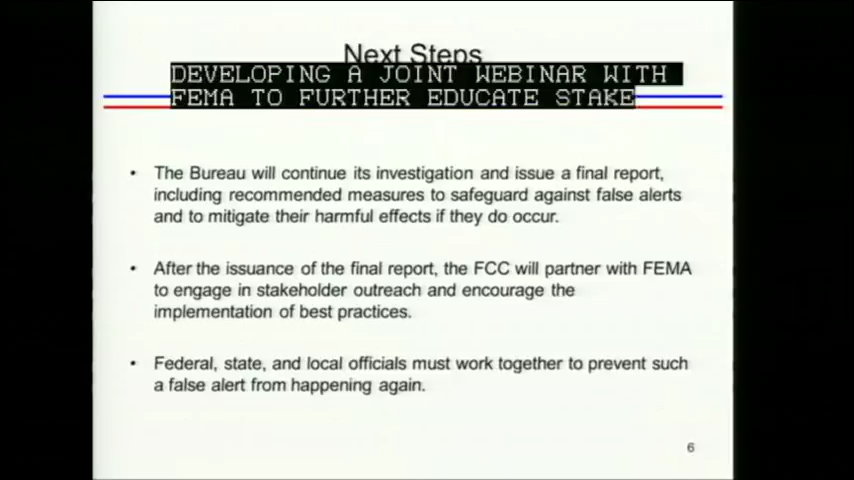 Next Steps
DEVELOPING A JOINT WEBINAR WITH
FEMA TO FURTHER EDUCATE STAKE
• The Bureau will continue its investigation and issue a final report,
including recommended measures to safeguard against false alerts
and to mitigate their harmful effects if they do occur.
• After the issuance of the final report, the FCC will partner with FEMA
to engage in stakeholder outreach and encourage the
implementation of best practices.
• Federal, state, and local officials must work together to prevent such
a false alert from happening again.
6